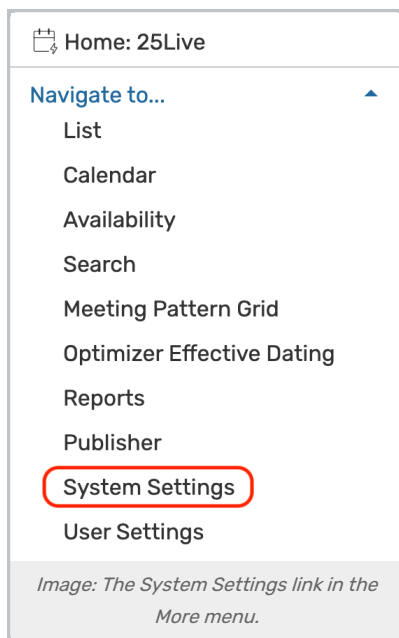 Home: 25Live
Navigate to...
List
Calendar
Availability
Search
Meeting Pattern Grid
Optimizer Effective Dating
Reports
Publisher
System Settings
User Settings
Image: The System Settings link in the
More menu.